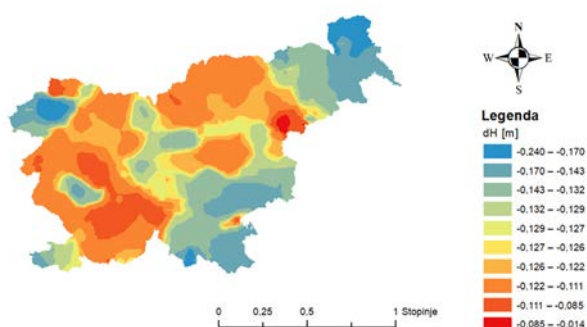 N
W E
S
Legenda
dH [m]
-0,240 – -0,170
-0,170 – -0,143
-0,143 – -0,132
-0,132 – -0,129
-0,129 – -0,127
-0,127 – -0,126
-0,126 – -0,122
-0,122 – -0,111
-0,111 – -0,085
-0,085 – -0,014
0 0.25 0,5 1 Stopinje